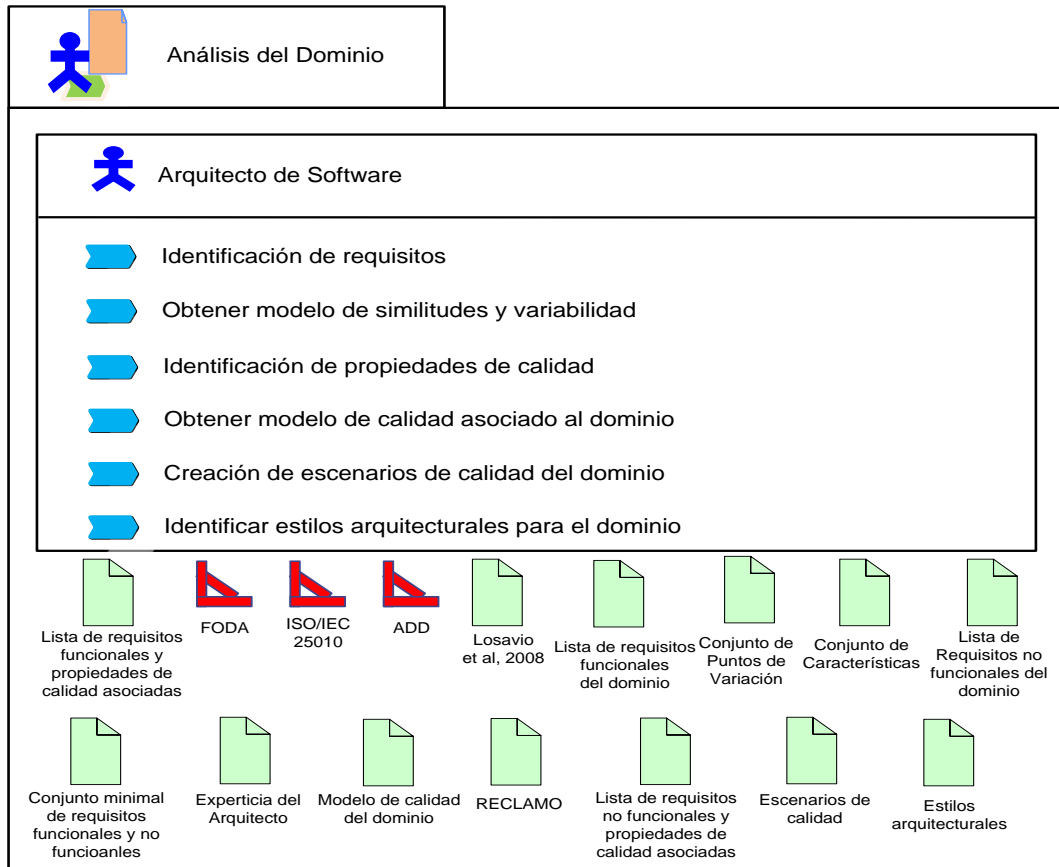 Análisis del Dominio
Arquitecto de Software
Identificación de requisitos
Obtener modelo de similitudes y variabilidad
Identificación de propiedades de calidad
Obtener modelo de calidad asociado al dominio
Creación de escenarios de calidad del dominio
Identificar estilos arquitecturales para el dominio
Lista de requisitos
funcionales y
propiedades de
calidad asociadas
FODA
ISO/IEC
25010
ADD
Losavio
et al, 2008
Lista de requisitos
funcionales
del dominio
Conjunto de
Puntos de
Variación
Conjunto de
Características
Lista de
Requisitos no
funcionales del
dominio
Conjunto minimal
de requisitos
funcionales y no
funcioanles
Experticia del
Arquitecto
Modelo de calidad
del dominio
RECLAMO
Lista de requisitos
no funcionales y
propiedades de
calidad asociadas
Escenarios de
calidad
Estilos
arquitecturales